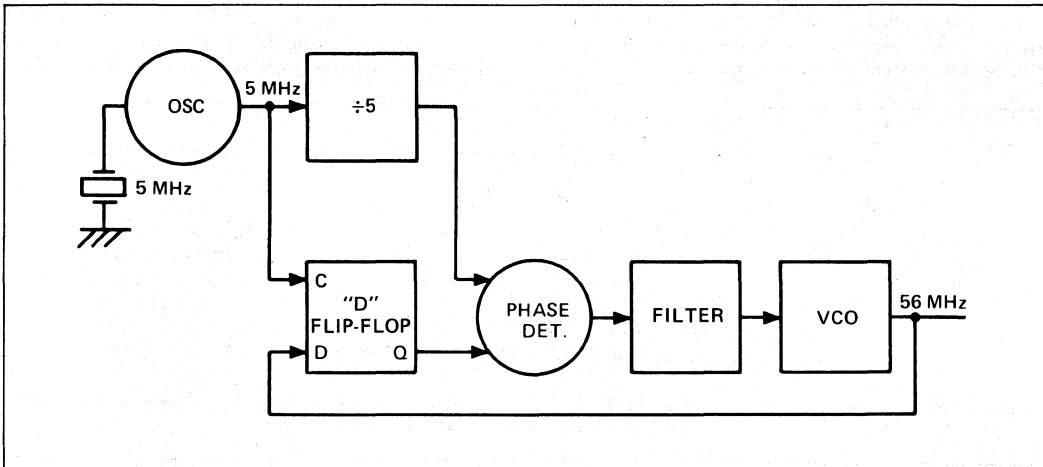 OSC
5 MHz
÷5
5 MHz
C
"D"
FLIP-FLOP
D Q
PHASE
DET.
FILTER
VCO
56 MHz